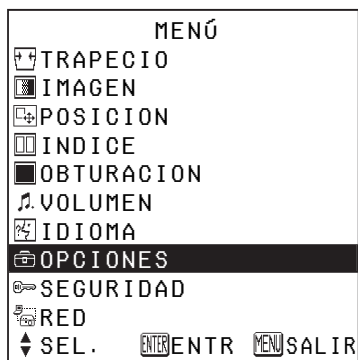 MENÚ
TRAPECIO
IMAGEN
POSICION
INDICE
OBTURACION
VOLUMEN
IDIOMA
OPCIONES
SEGURIDAD
RED
SEL. ENTER ENTR MENU SALIR